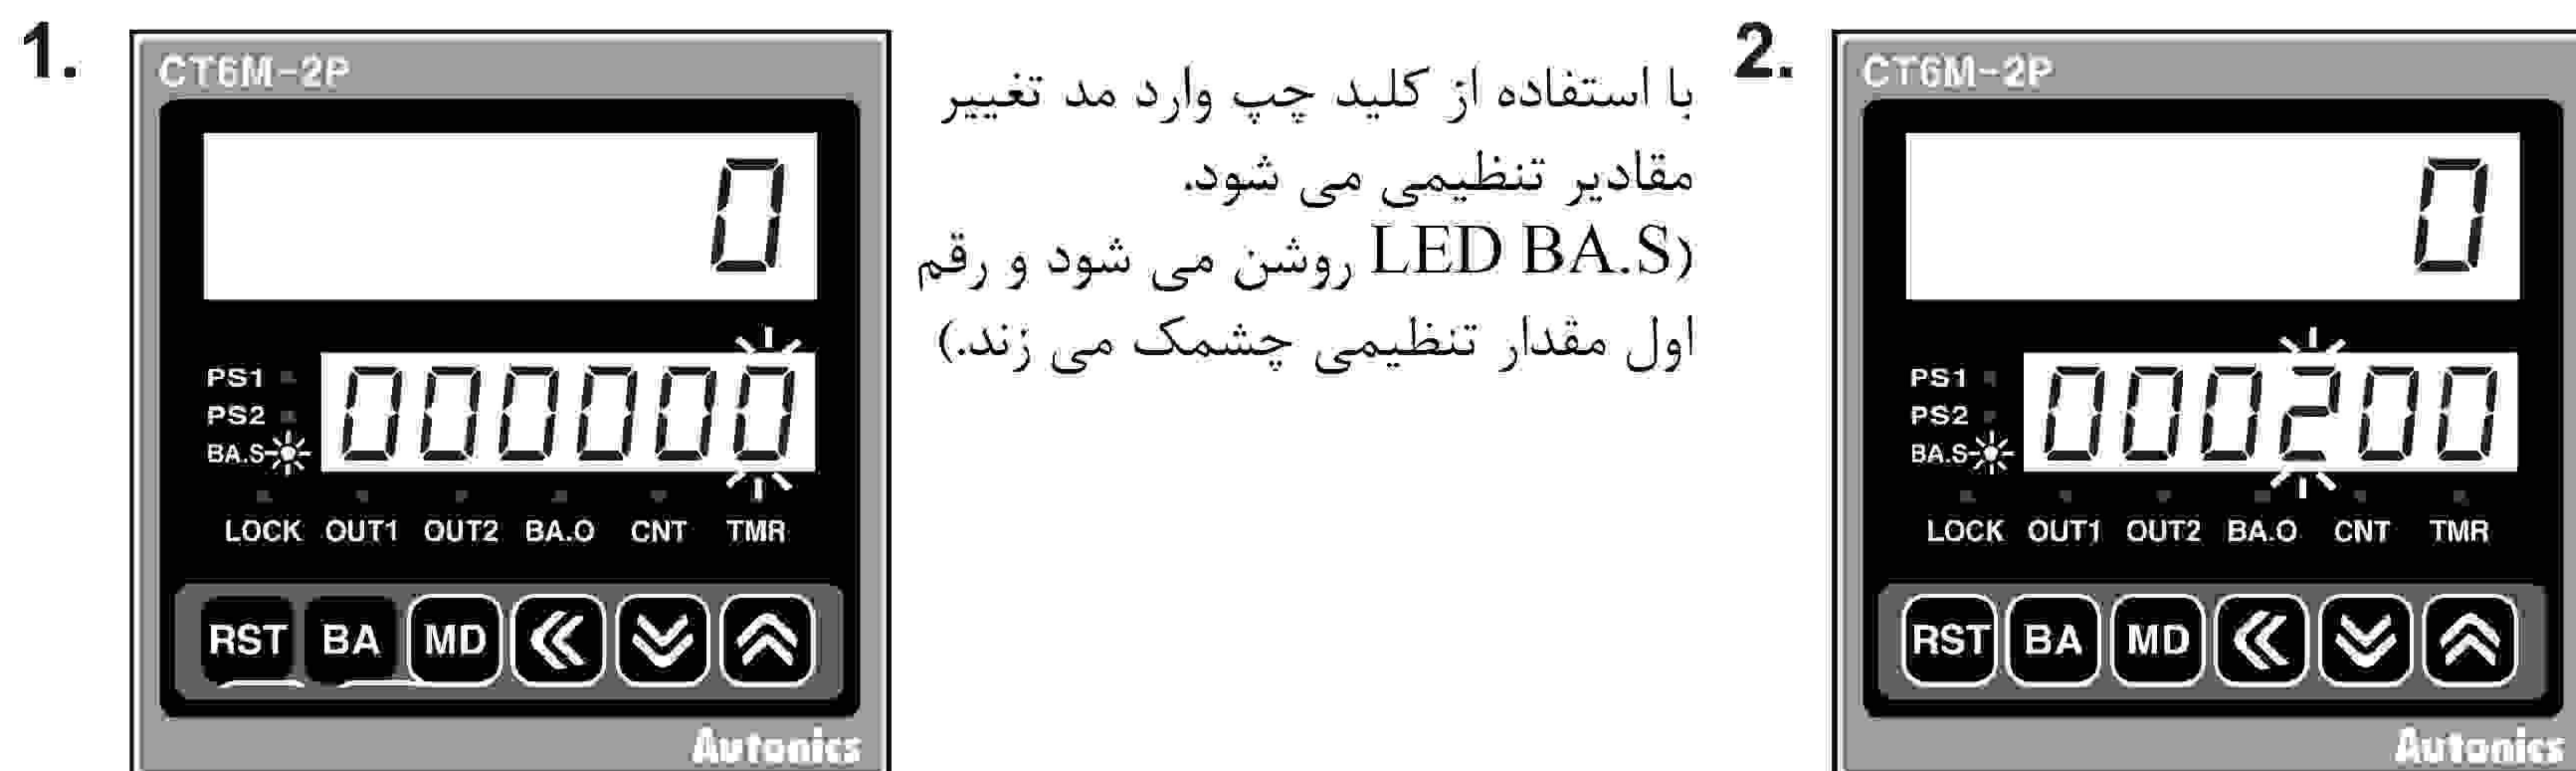 1.
CT6M-2P
0
PS1
PS2
BA.S
000000
LOCK OUT1 OUT2 BA.O CNT TMR
RST BA MD
Autonics
با استفاده از کلید چپ وارد مد تغییر
مقادیر تنظیمی می شود.
(LED BA.S روشن می شود و رقم
اول مقدار تنظیمی چشمک می زند.)
2.
CT6M-2P
0
PS1
PS2
BA.S
000200
LOCK OUT1 OUT2 BA.O CNT TMR
RST BA MD
Autonics